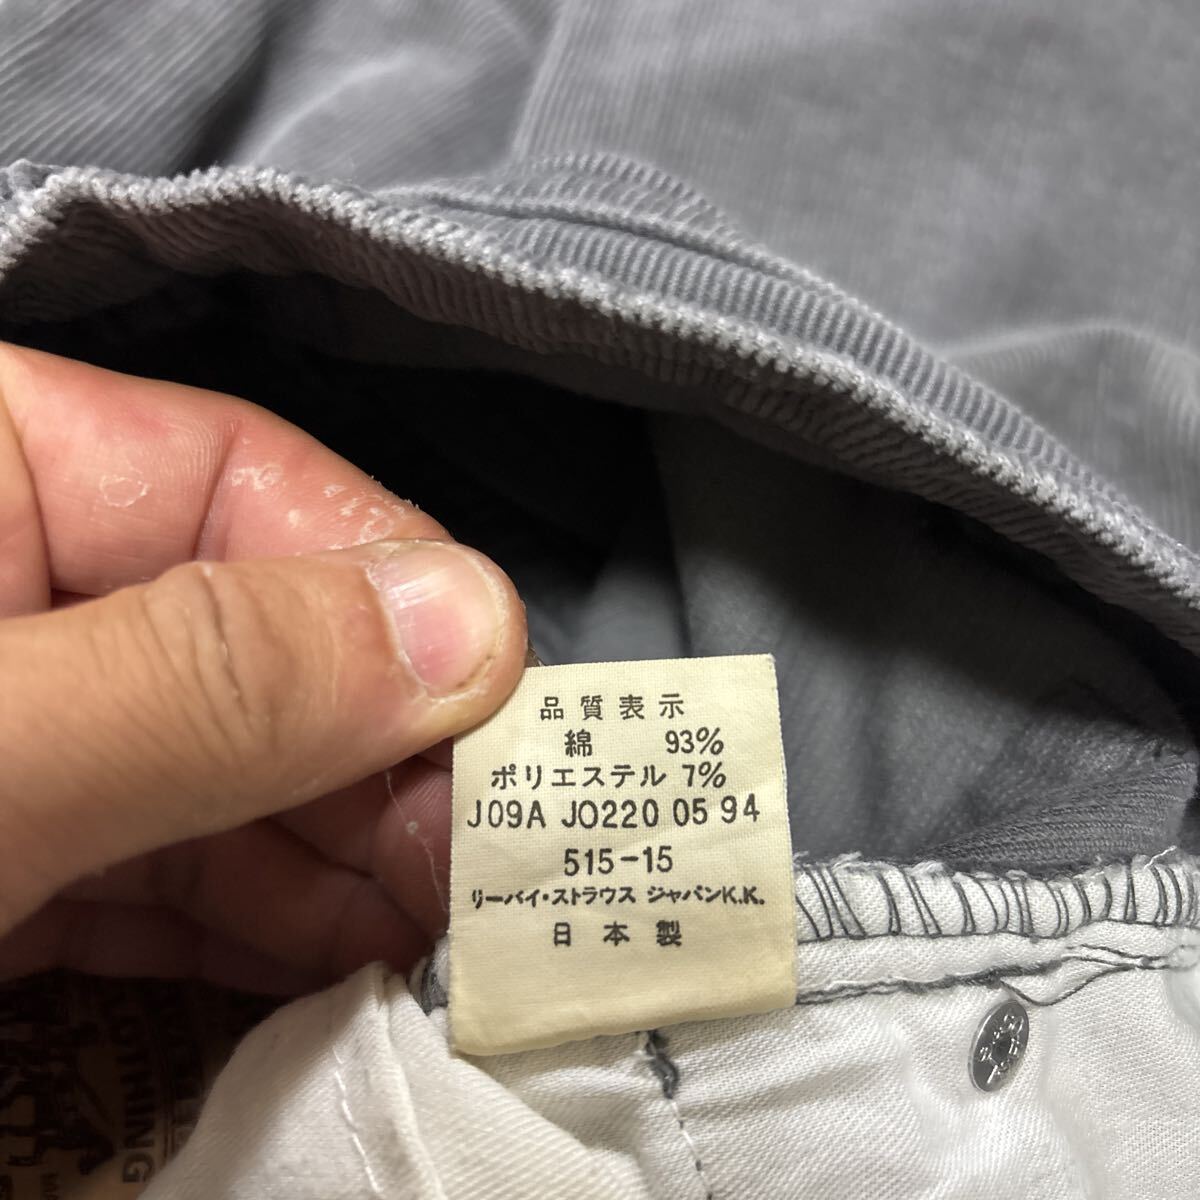 品質表示
綿 93%
ポリエステル 7%
J09A JO220 05 94
515-15
リーバイ・ストラウス ジャパンK.K.
日本製
CLOTHING